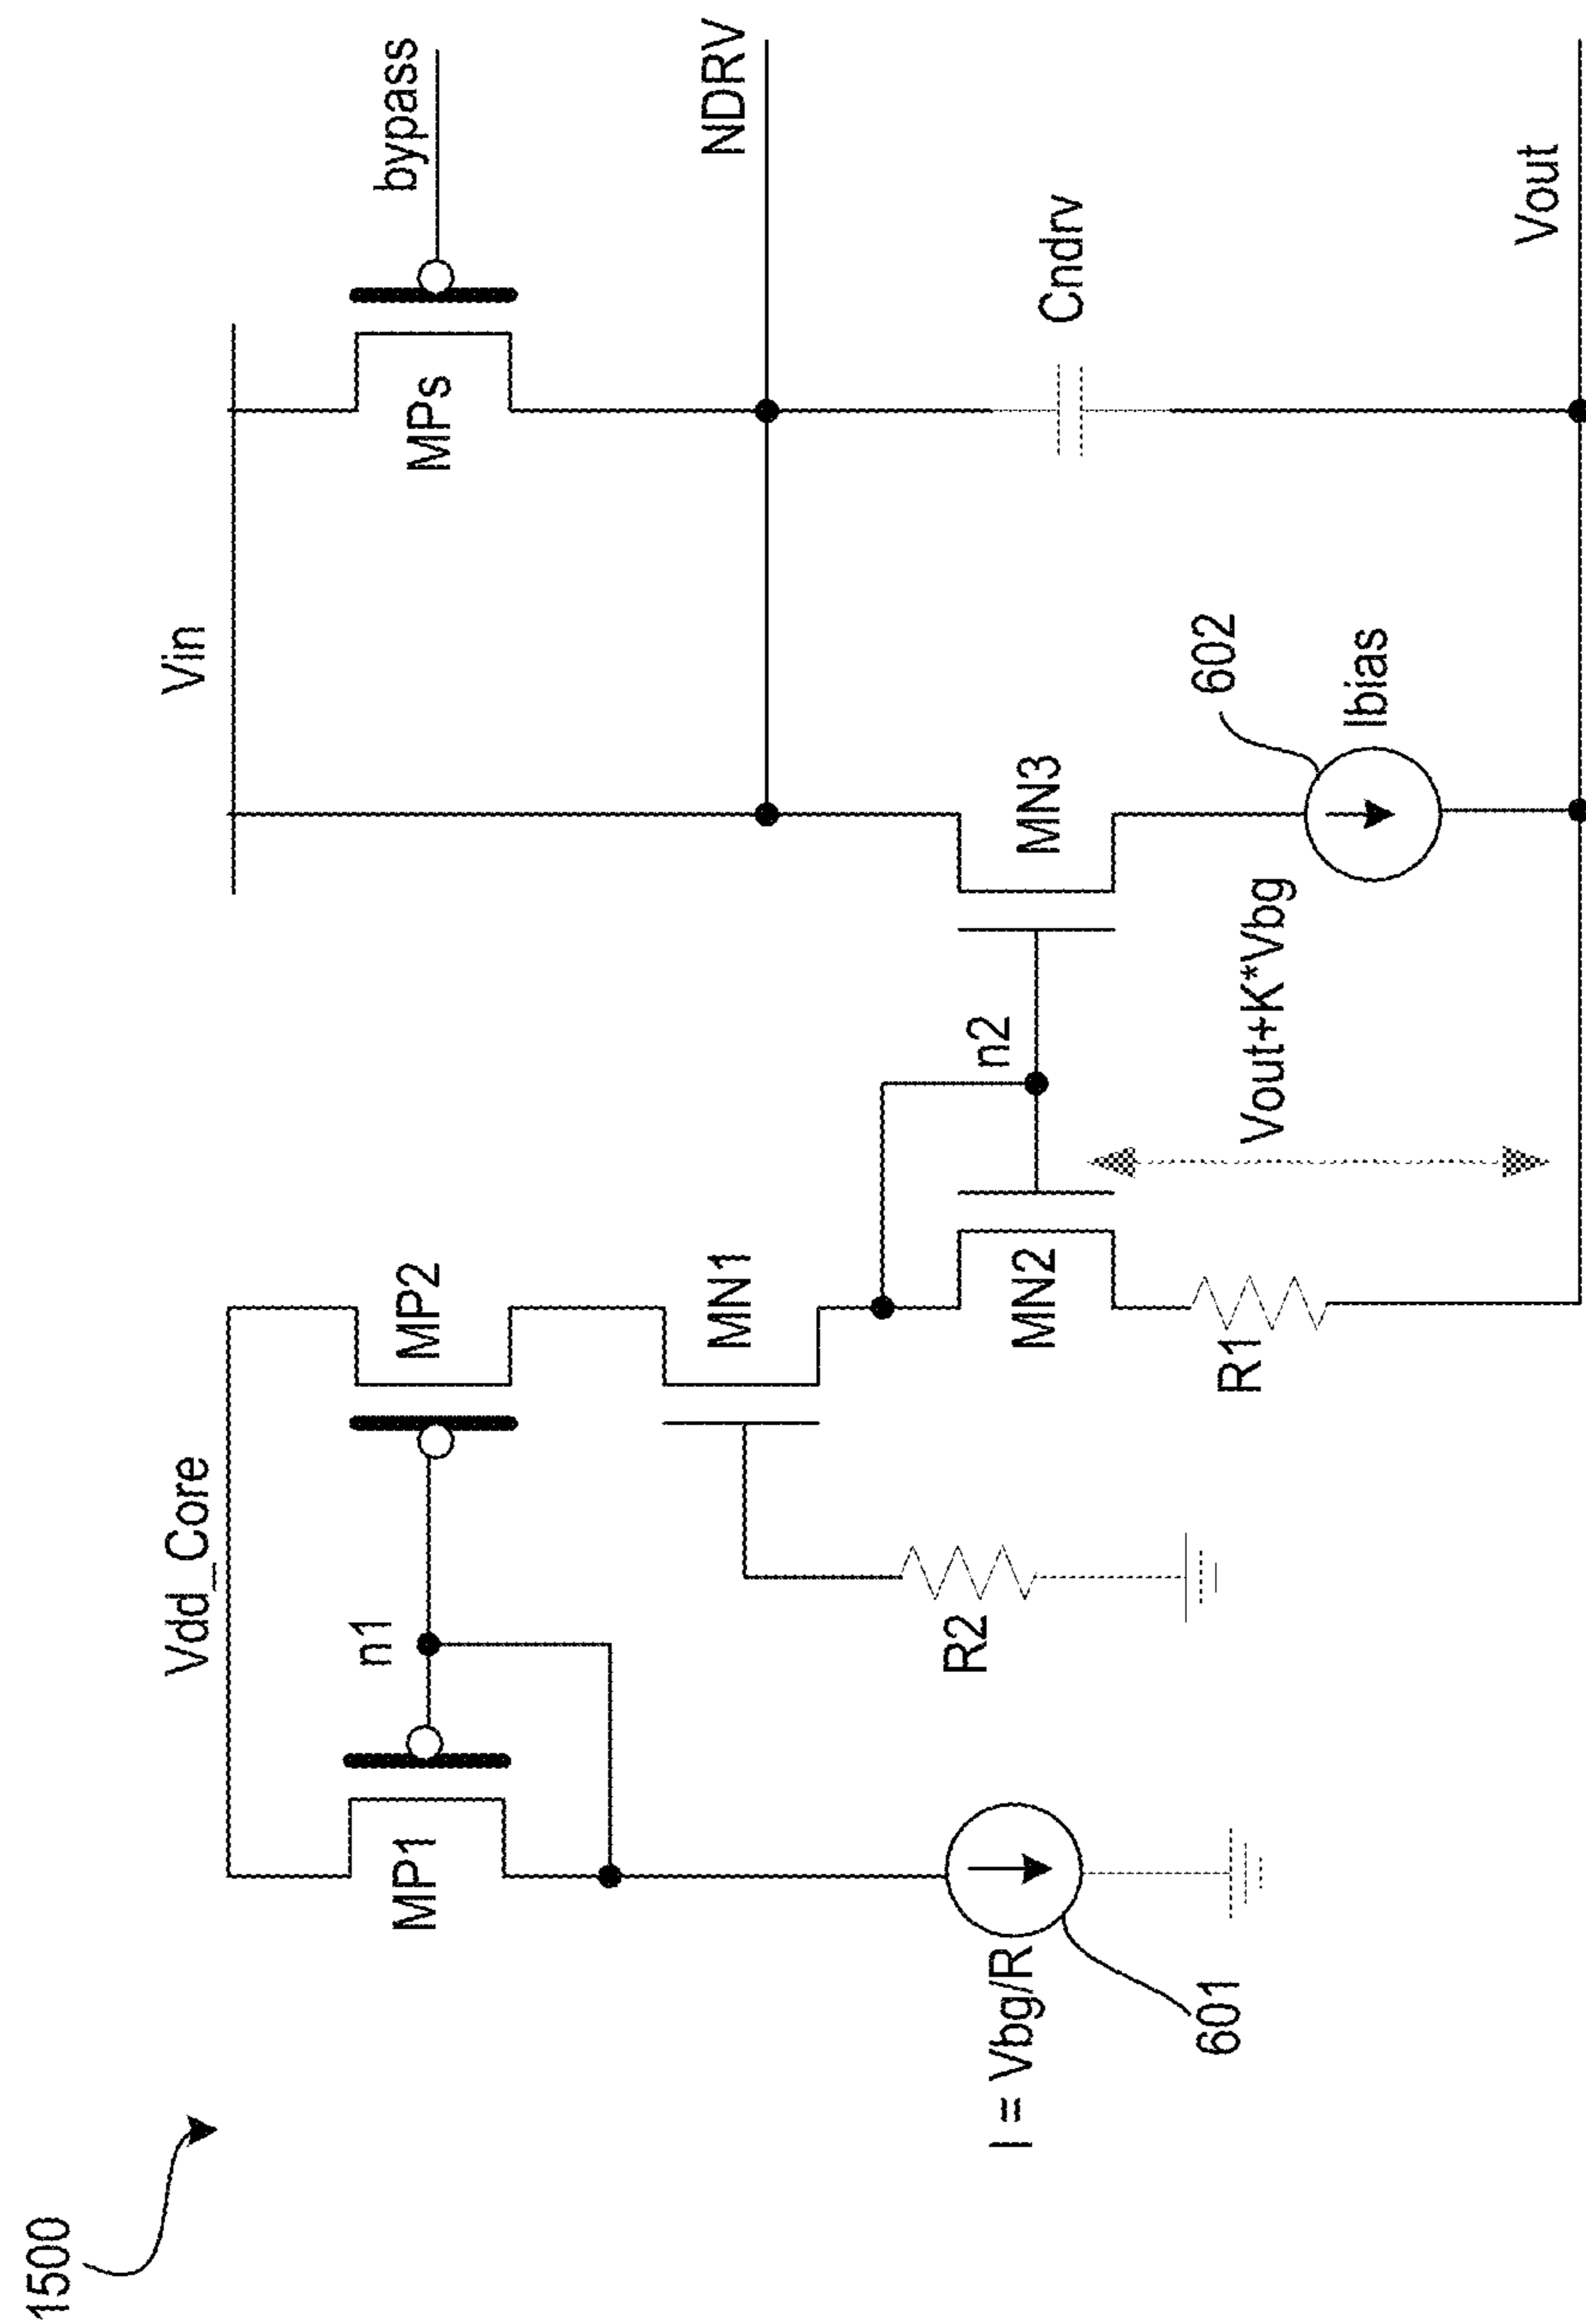 1500
Vdd_Core
Vin
MP1
n1
MP2
MPs
bypass
MN1
NDRV
I = Vbg/R
601
R2
MN2
n2
MN3
Cndrv
R1
Vout+K*Vbg
602
Ibias
Vout